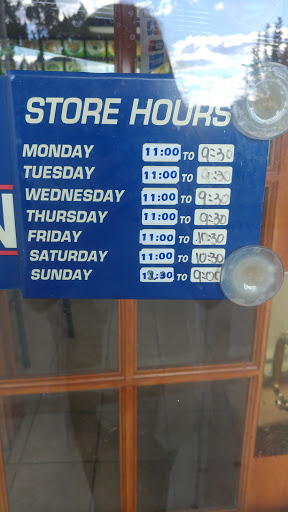 STORE HOURS
MONDAY 11:00 TO 9:30
TUESDAY 11:00 TO 9:30
WEDNESDAY 11:00 TO 9:30
THURSDAY 11:00 TO 9:30
FRIDAY 11:00 TO 10:30
SATURDAY 11:00 TO 10:30
SUNDAY TO 9:00
N